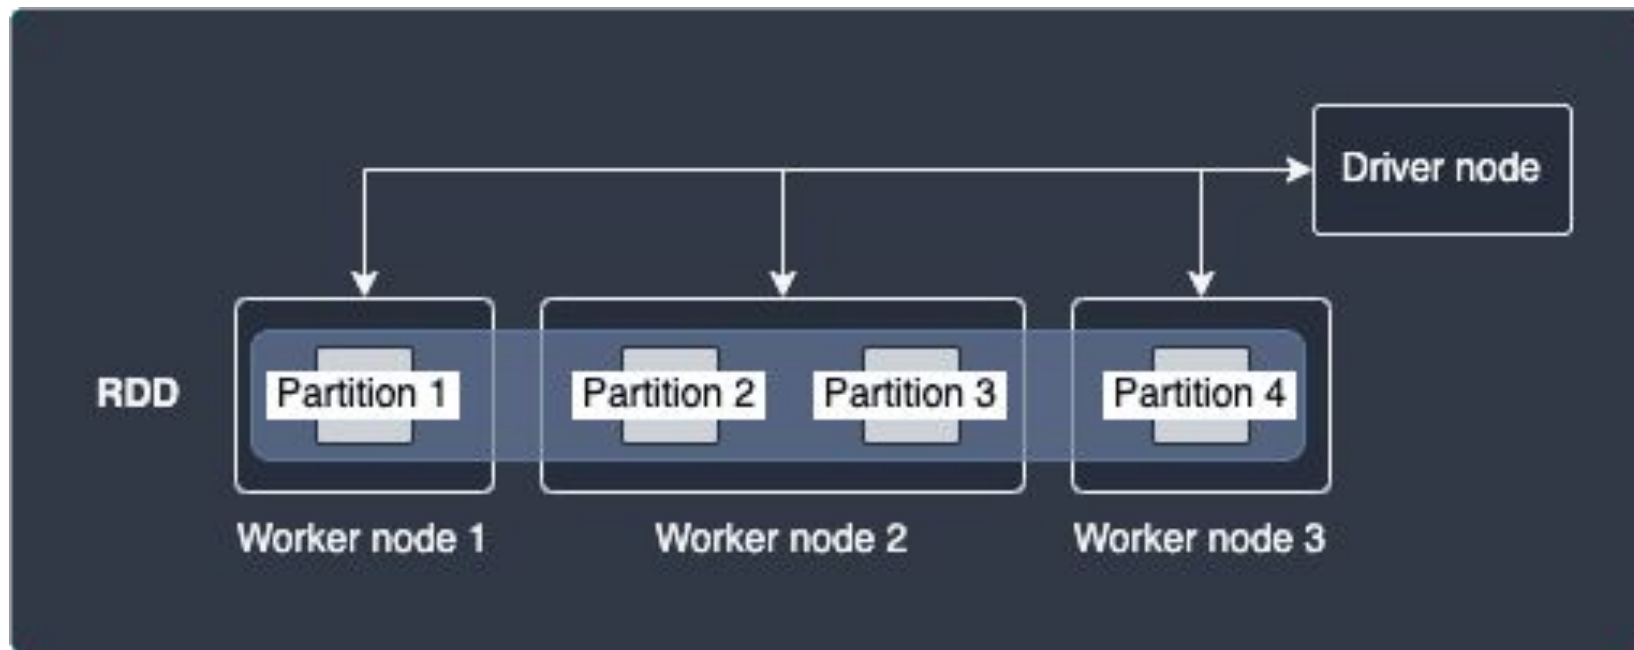 Driver node
RDD
Partition 1
Partition 2
Partition 3
Partition 4
Worker node 1
Worker node 2
Worker node 3